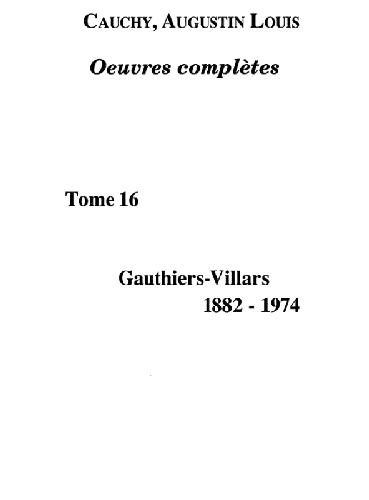 CAUCHY, AUGUSTIN LOUIS
Oeuvres complètes
Tome 16
Gauthiers-Villars
1882 - 1974